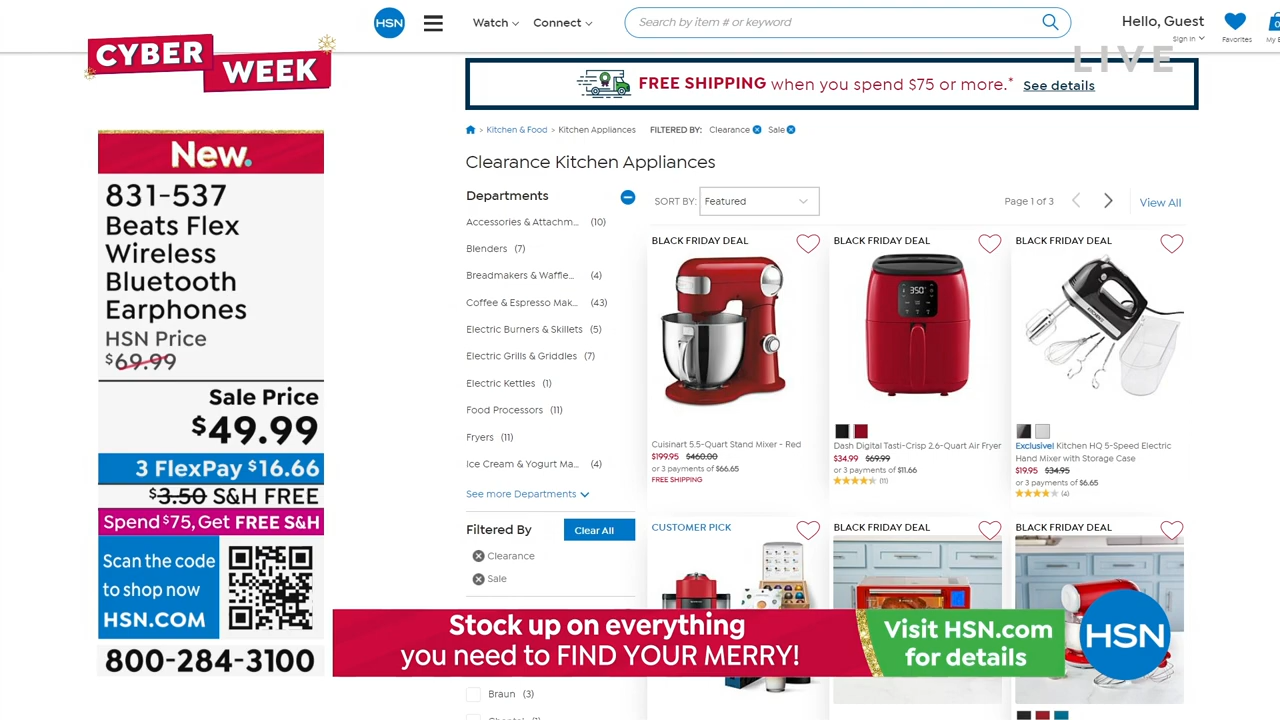 HSN
Watch
Connect
Search by item # or keyword
Hello, Guest
Sign In
Favorites
LIVE
CYBER
WEEK
FREE SHIPPING when you spend $75 or more.* See details
> Kitchen & Food > Kitchen Appliances FILTERED BY: Clearance Sale
Clearance Kitchen Appliances
New.
831-537
Beats Flex
Wireless
Bluetooth
Earphones
HSN Price
$69.99
Sale Price
$49.99
3 FlexPay $16.66
$3.50 S&H FREE
Spend $75, Get FREE S&H
Scan the code
to shop now
HSN.COM
800-284-3100
Departments
Accessories & Attachm... (10)
Blenders (7)
Breadmakers & Waffle... (4)
Coffee & Espresso Mak... (43)
Electric Burners & Skillets (5)
Electric Grills & Griddles (7)
Electric Kettles (1)
Food Processors (11)
Fryers (11)
Ice Cream & Yogurt Ma... (4)
See more Departments
Filtered By Clear All
Clearance
Sale
Braun (3)
SORT BY: Featured
Page 1 of 3
View All
BLACK FRIDAY DEAL
Cuisinart 5.5-Quart Stand Mixer - Red
$199.95 $460.00
or 3 payments of $66.65
FREE SHIPPING
BLACK FRIDAY DEAL
350°
Dash Digital Tasti-Crisp 2.6-Quart Air Fryer
$34.99 $69.99
or 3 payments of $11.66
(11)
BLACK FRIDAY DEAL
Exclusive! Kitchen HQ 5-Speed Electric
Hand Mixer with Storage Case
$19.95 $34.95
or 3 payments of $6.65
(4)
CUSTOMER PICK
BLACK FRIDAY DEAL
BLACK FRIDAY DEAL
Stock up on everything
you need to FIND YOUR MERRY!
Visit HSN.com
for details
HSN